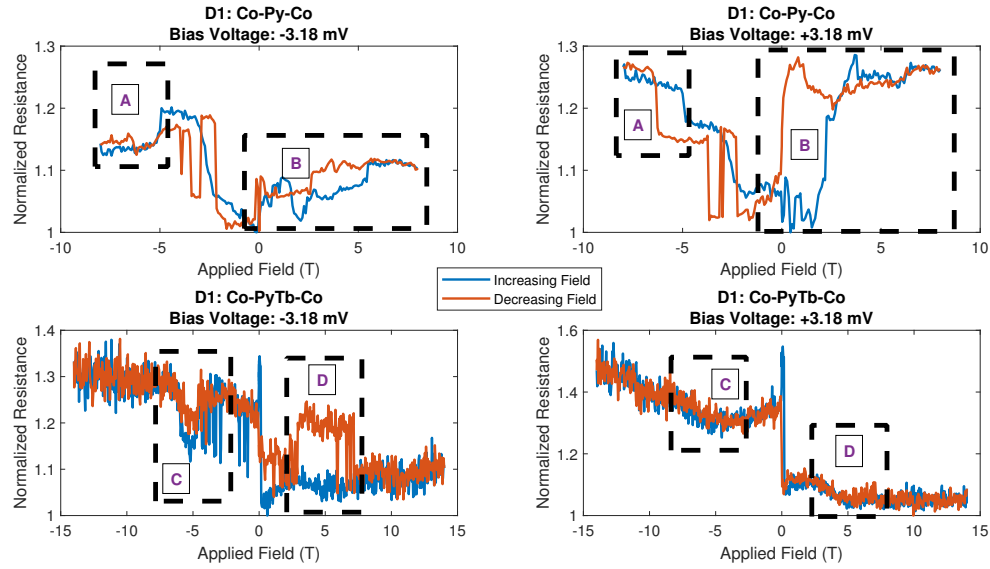 D1: Co-Py-Co
Bias Voltage: -3.18 mV
Normalized Resistance
1.3
1.2
1.1
1
A
B
-10
-5
0
5
10
Applied Field (T)
D1: Co-Py-Co
Bias Voltage: +3.18 mV
Normalized Resistance
1.3
1.2
1.1
1
A
B
-10
-5
0
5
10
Applied Field (T)
Increasing Field
Decreasing Field
D1: Co-PyTb-Co
Bias Voltage: -3.18 mV
Normalized Resistance
1.4
1.3
1.2
1.1
1
C
D
-15
-10
-5
0
5
10
15
Applied Field (T)
D1: Co-PyTb-Co
Bias Voltage: +3.18 mV
Normalized Resistance
1.6
1.4
1.2
1
C
D
-15
-10
-5
0
5
10
15
Applied Field (T)